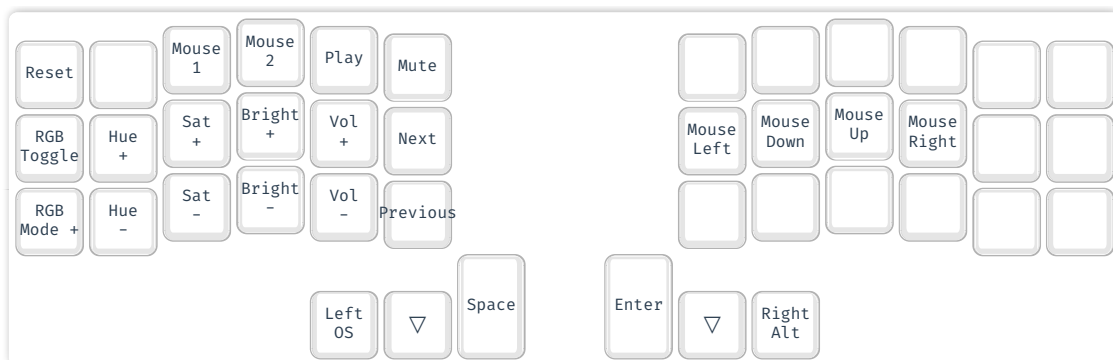 Reset
Mouse
1
Mouse
2
Play
Mute
RGB
Toggle
Hue
+
Sat
+
Bright
+
Vol
+
Next
Mouse
Left
Mouse
Down
Mouse
Up
Mouse
Right
RGB
Mode +
Hue
-
Sat
-
Bright
-
Vol
-
Previous
Left
OS
▽
Space
Enter
▽
Right
Alt